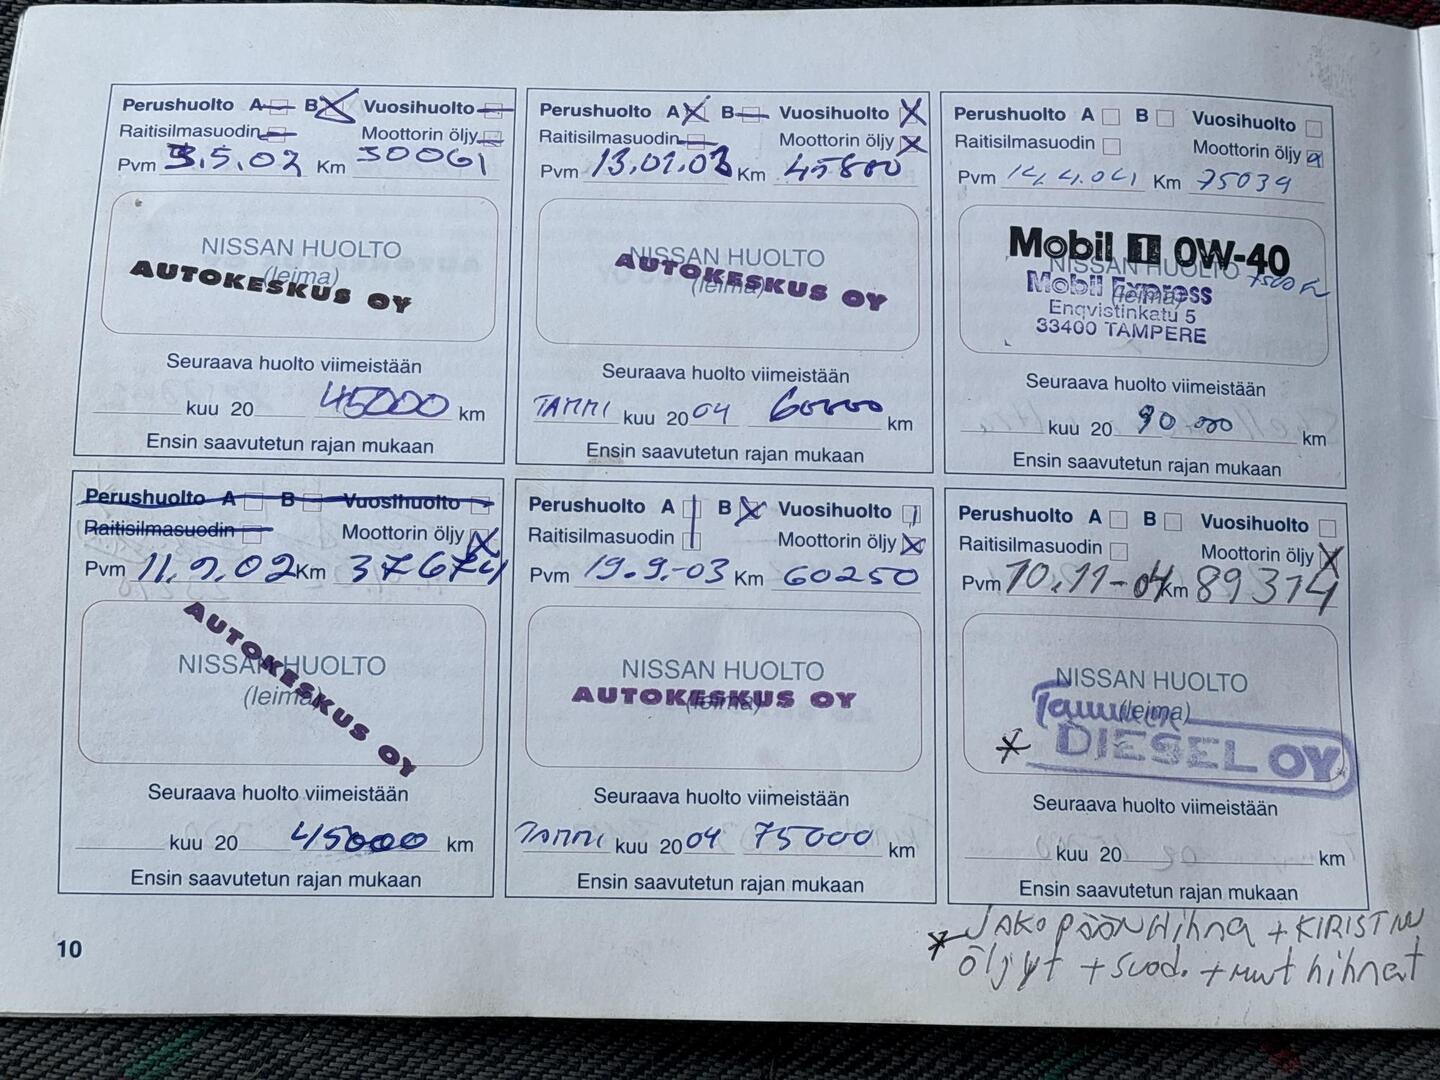 Perushuolto A B Vuosihuolto
Raitisilmasuodin Moottorin öljy
Pvm 3.5.02 Km 30061
NISSAN HUOLTO
(leima)
AUTOKESKUS OY
Seuraava huolto viimeistään
kuu 20 45000 km
Ensin saavutetun rajan mukaan
Perushuolto A B Vuosihuolto
Raitisilmasuodin Moottorin öljy
Pvm 13.01.03 Km 45880
NISSAN HUOLTO
(leima)
AUTOKESKUS OY
Seuraava huolto viimeistään
TAMMI kuu 20 04 60000 km
Ensin saavutetun rajan mukaan
Perushuolto A B Vuosihuolto
Raitisilmasuodin Moottorin öljy
Pvm 14.4.04 Km 75034
Mobil 1 0W-40
NISSAN HUOLTO
(leima)
Mobil Express
Enqvistinkatu 5
33400 TAMPERE
Seuraava huolto viimeistään
kuu 20 90 000 km
Ensin saavutetun rajan mukaan
Perushuolto A B Vuosihuolto
Raitisilmasuodin Moottorin öljy
Pvm 11.9.02 Km 37674
NISSAN HUOLTO
(leima)
AUTOKESKUS OY
Seuraava huolto viimeistään
kuu 20 45000 km
Ensin saavutetun rajan mukaan
Perushuolto A B Vuosihuolto
Raitisilmasuodin Moottorin öljy
Pvm 19.9.-03 Km 60250
NISSAN HUOLTO
(leima)
AUTOKESKUS OY
Seuraava huolto viimeistään
TAMMI kuu 20 04 75000 km
Ensin saavutetun rajan mukaan
Perushuolto A B Vuosihuolto
Raitisilmasuodin Moottorin öljy
Pvm 10.11-04 Km 89314
NISSAN HUOLTO
(leima)
* DIESEL OY
Seuraava huolto viimeistään
kuu 20 km
Ensin saavutetun rajan mukaan
* JAKOPÄÄNHihna + KIRISTIN
öljyt + suod. + muut hihnat
10